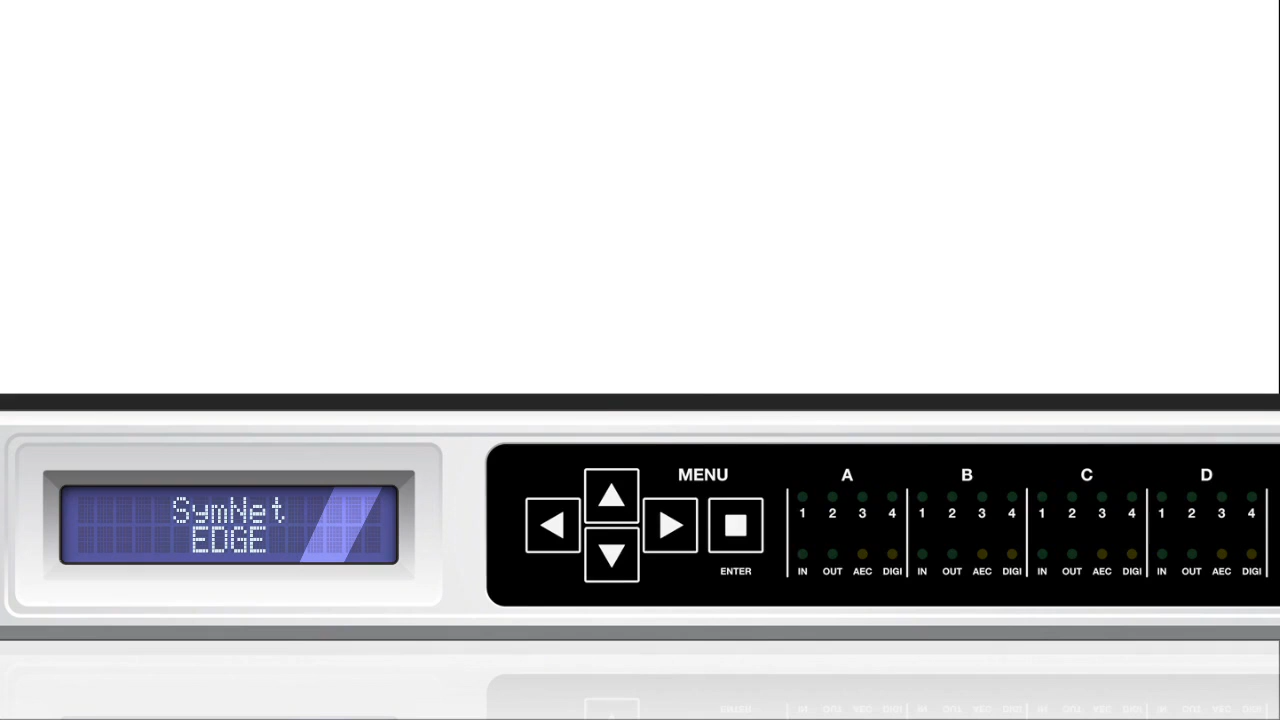 SymNet
EDGE
MENU
ENTER
A B C D
1 2 3 4 1 2 3 4 1 2 3 4 1 2 3 4
IN OUT AEC DIGI IN OUT AEC DIGI IN OUT AEC DIGI IN OUT AEC DIGI